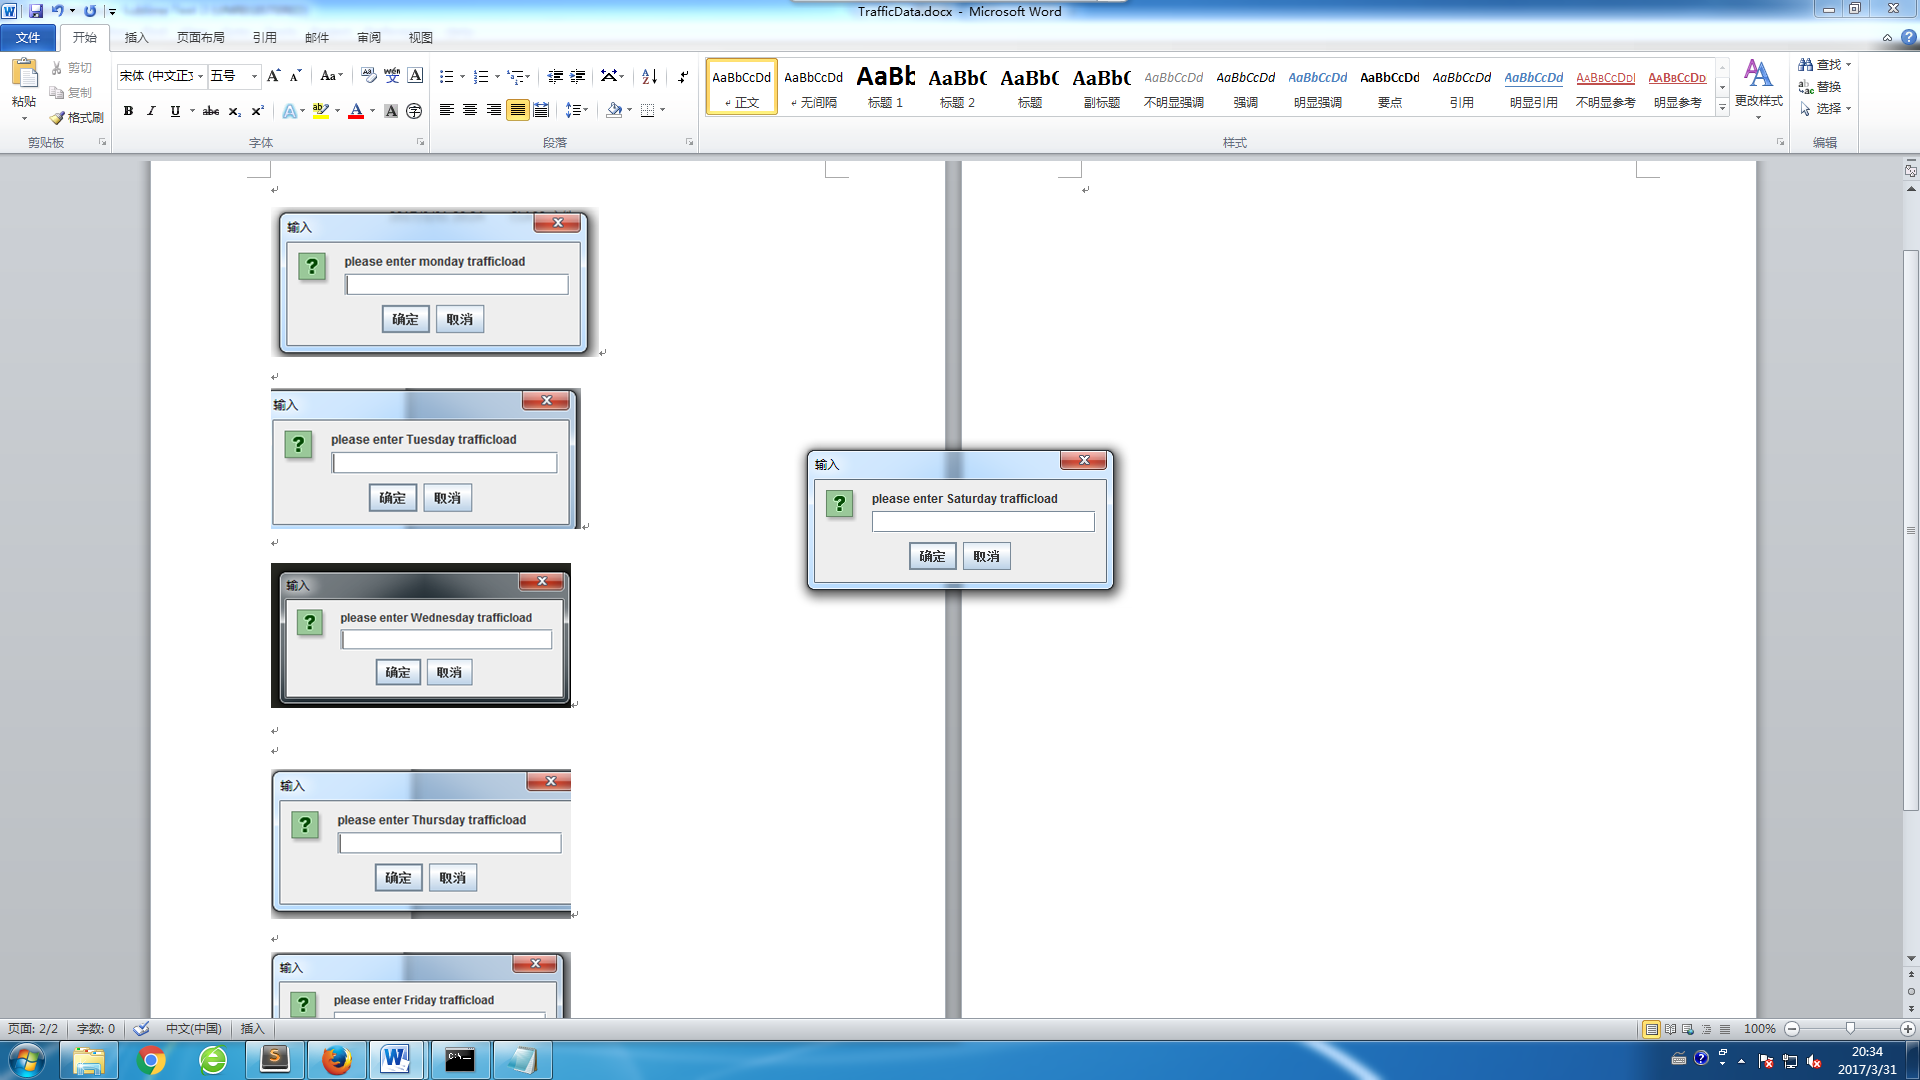 TrafficData.docx - Microsoft Word
文件 开始 插入 页面布局 引用 邮件 审阅 视图
粘贴 剪切 复制 格式刷
剪贴板
宋体 (中文正文 五号
字体
段落
AaBbCcDd AaBbCcDd AaBb AaBbC AaBbC AaBbC AaBbCcDd AaBbCcDd AaBbCcDd AaBbCcDd AaBbCcDd AaBbCcDd AaBbCcDd AaBbCcDd
正文 无间隔 标题 1 标题 2 标题 副标题 不明显强调 强调 明显强调 要点 引用 明显引用 不明显参考 明显参考
更改样式
样式
查找
替换
选择
编辑
输入
please enter monday trafficload
确定 取消
输入
please enter Tuesday trafficload
确定 取消
输入
please enter Wednesday trafficload
确定 取消
输入
please enter Thursday trafficload
确定 取消
输入
please enter Friday trafficload
输入
please enter Saturday trafficload
确定 取消
页面: 2/2 字数: 0 中文(中国) 插入
100%
20:34
2017/3/31